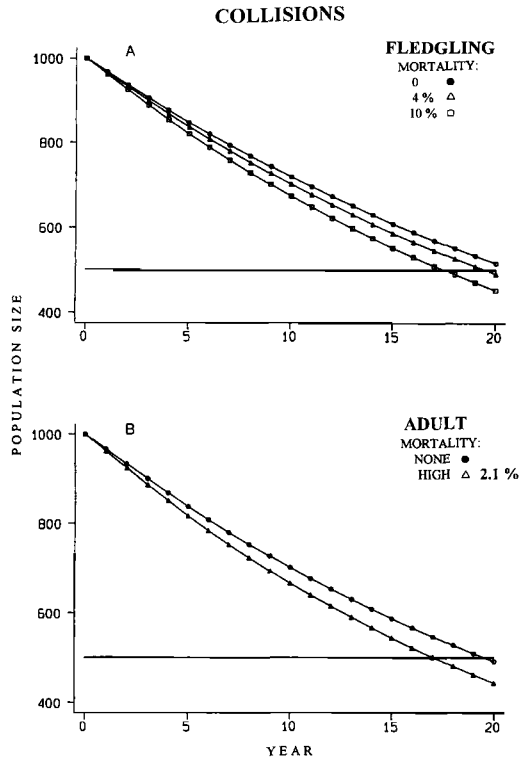 COLLISIONS
A
FLEDGLING
MORTALITY:
0
4 %
10 %
1000
800
600
400
0 5 10 15 20
POPULATION SIZE
B
ADULT
MORTALITY:
NONE
HIGH 2.1 %
1000
800
600
400
0 5 10 15 20
YEAR